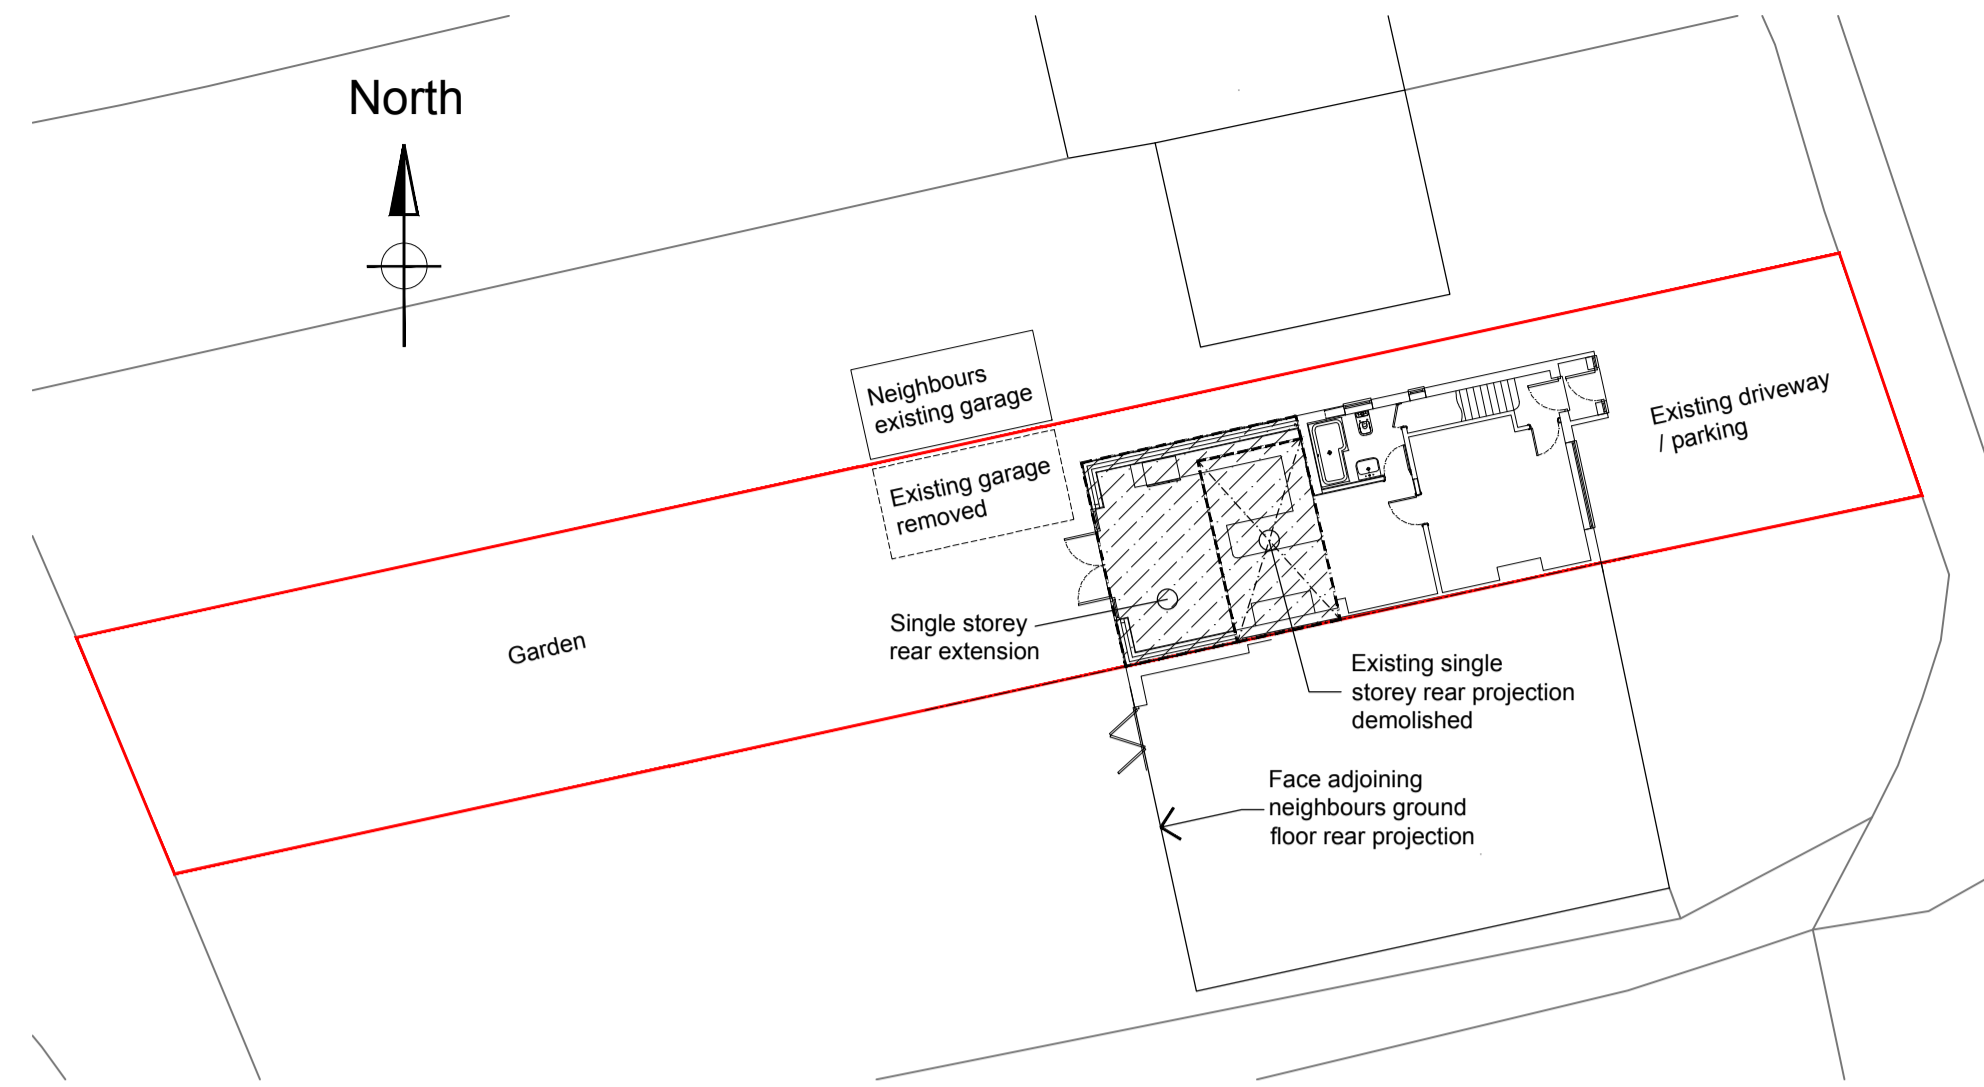 North
Neighbours
existing garage
Existing garage
removed
Existing driveway
/ parking
Garden
Single storey
rear extension
Existing single
storey rear projection
demolished
Face adjoining
neighbours ground
floor rear projection